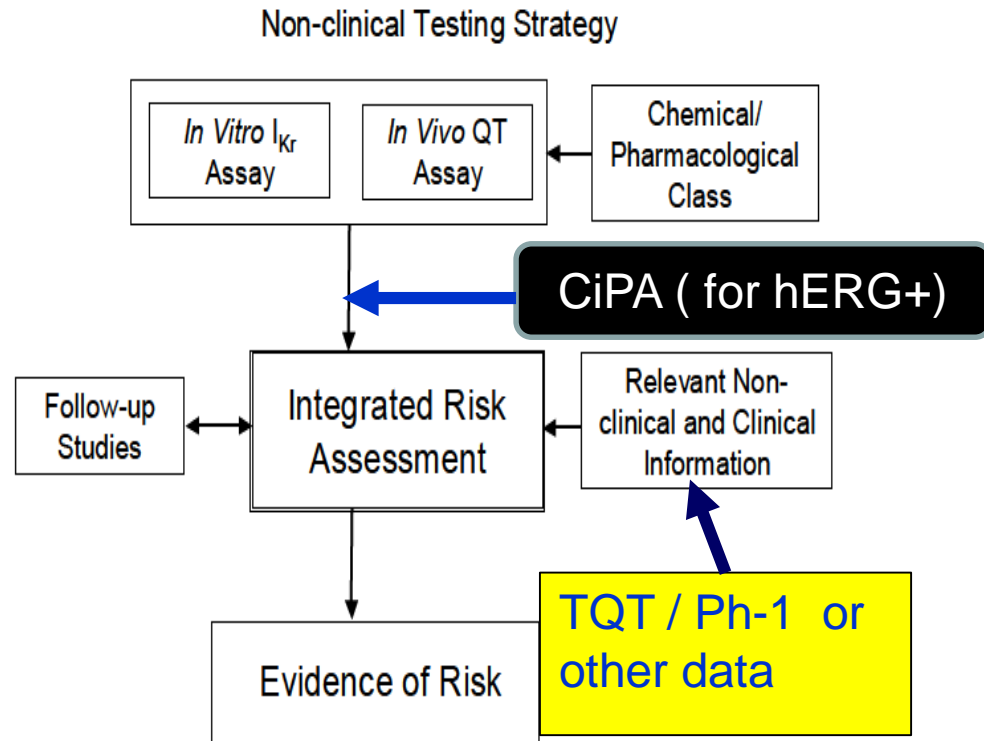 Non-clinical Testing Strategy
In Vitro IKr
Assay
In Vivo QT
Assay
Chemical/
Pharmacological
Class
CiPA ( for hERG+)
Follow-up
Studies
Integrated Risk
Assessment
Relevant Non-
clinical and Clinical
Information
TQT / Ph-1 or
other data
Evidence of Risk